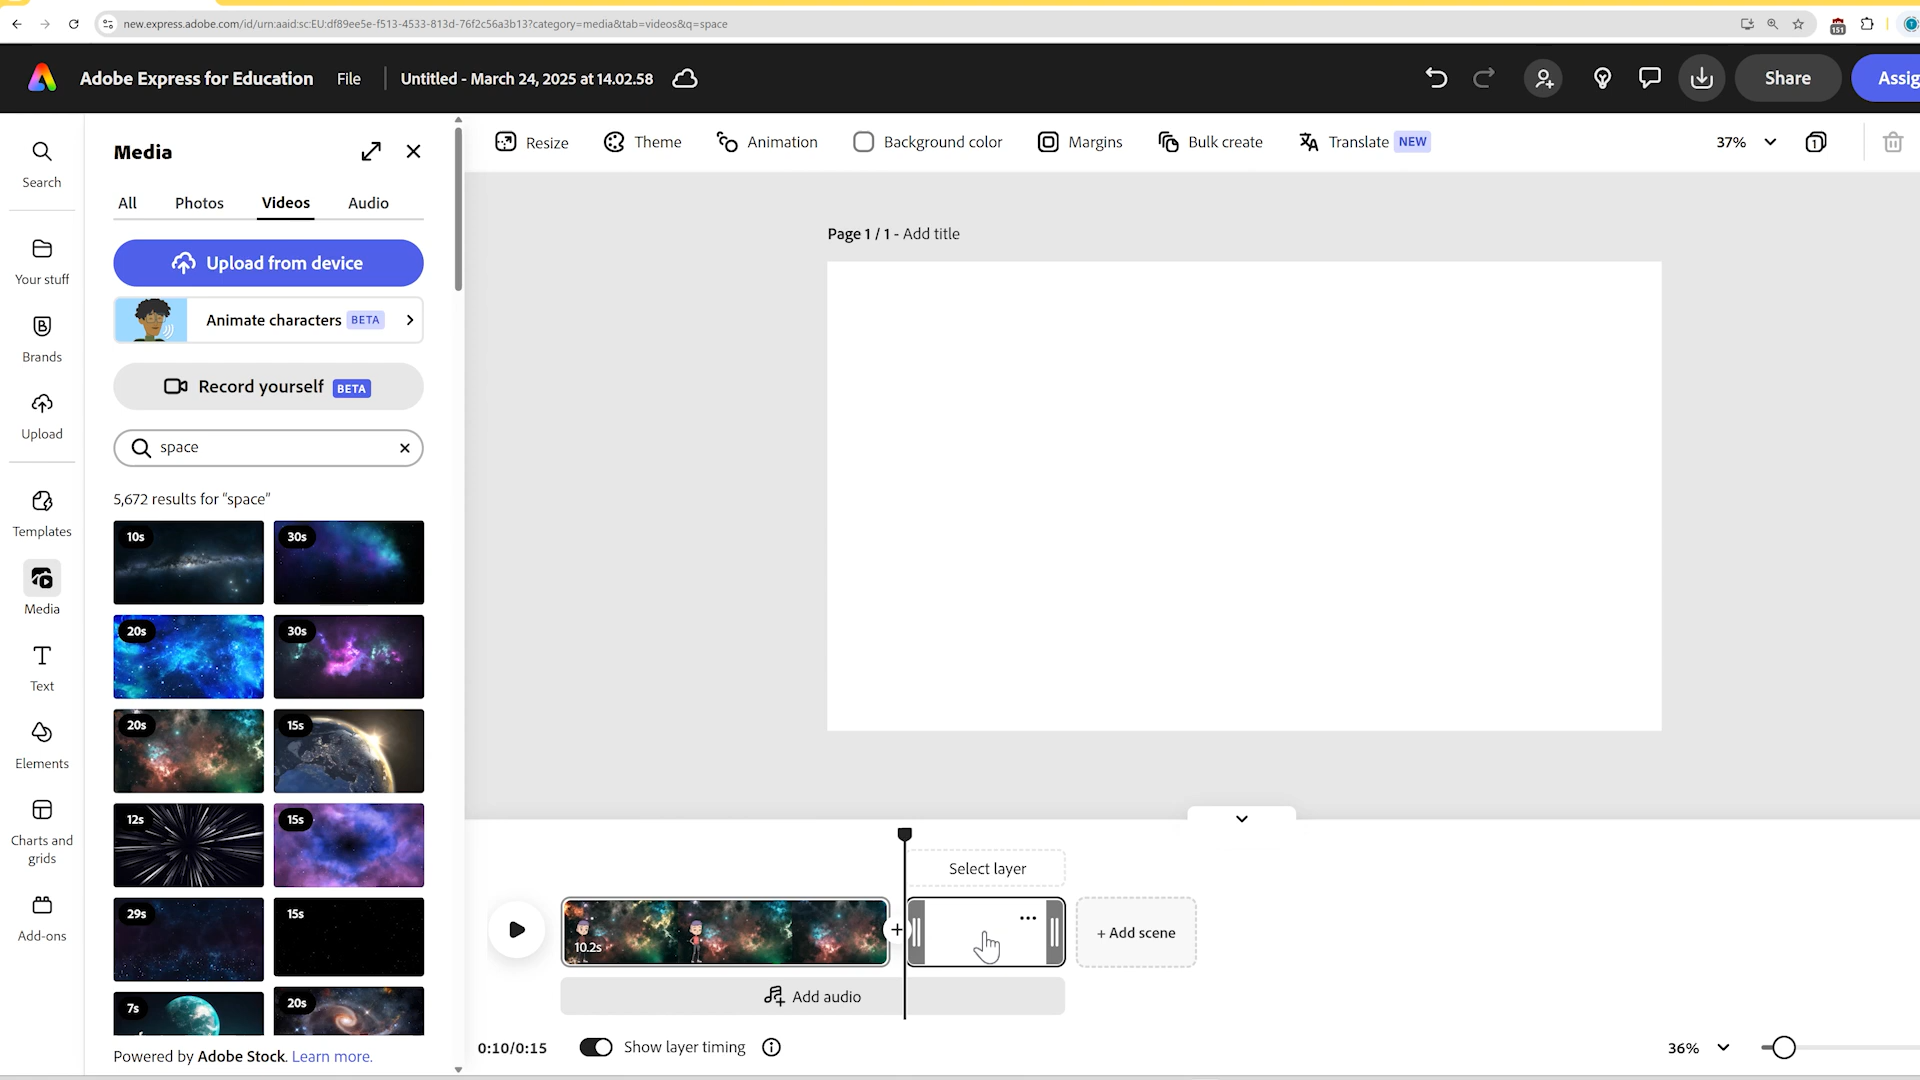 new.express.adobe.com/id/urn:aaid:sc:EU:df89ee5e-f513-4533-813d-76f2c56a3b13?category=media&tab=videos&q=space
151
T
Adobe Express for Education
File
Untitled - March 24, 2025 at 14.02.58
Share
Assig
Search
Your stuff
Brands
Upload
Templates
Media
Text
Elements
Charts and
grids
Add-ons
Media
All
Photos
Videos
Audio
Upload from device
Animate characters BETA
Record yourself BETA
space
5,672 results for "space"
10s
30s
20s
30s
20s
15s
12s
15s
29s
15s
7s
20s
Powered by Adobe Stock. Learn more.
Resize
Theme
Animation
Background color
Margins
Bulk create
Translate NEW
37%
1
Page 1 / 1 - Add title
Select layer
10.2s
+ Add scene
Add audio
0:10/0:15
Show layer timing
36%